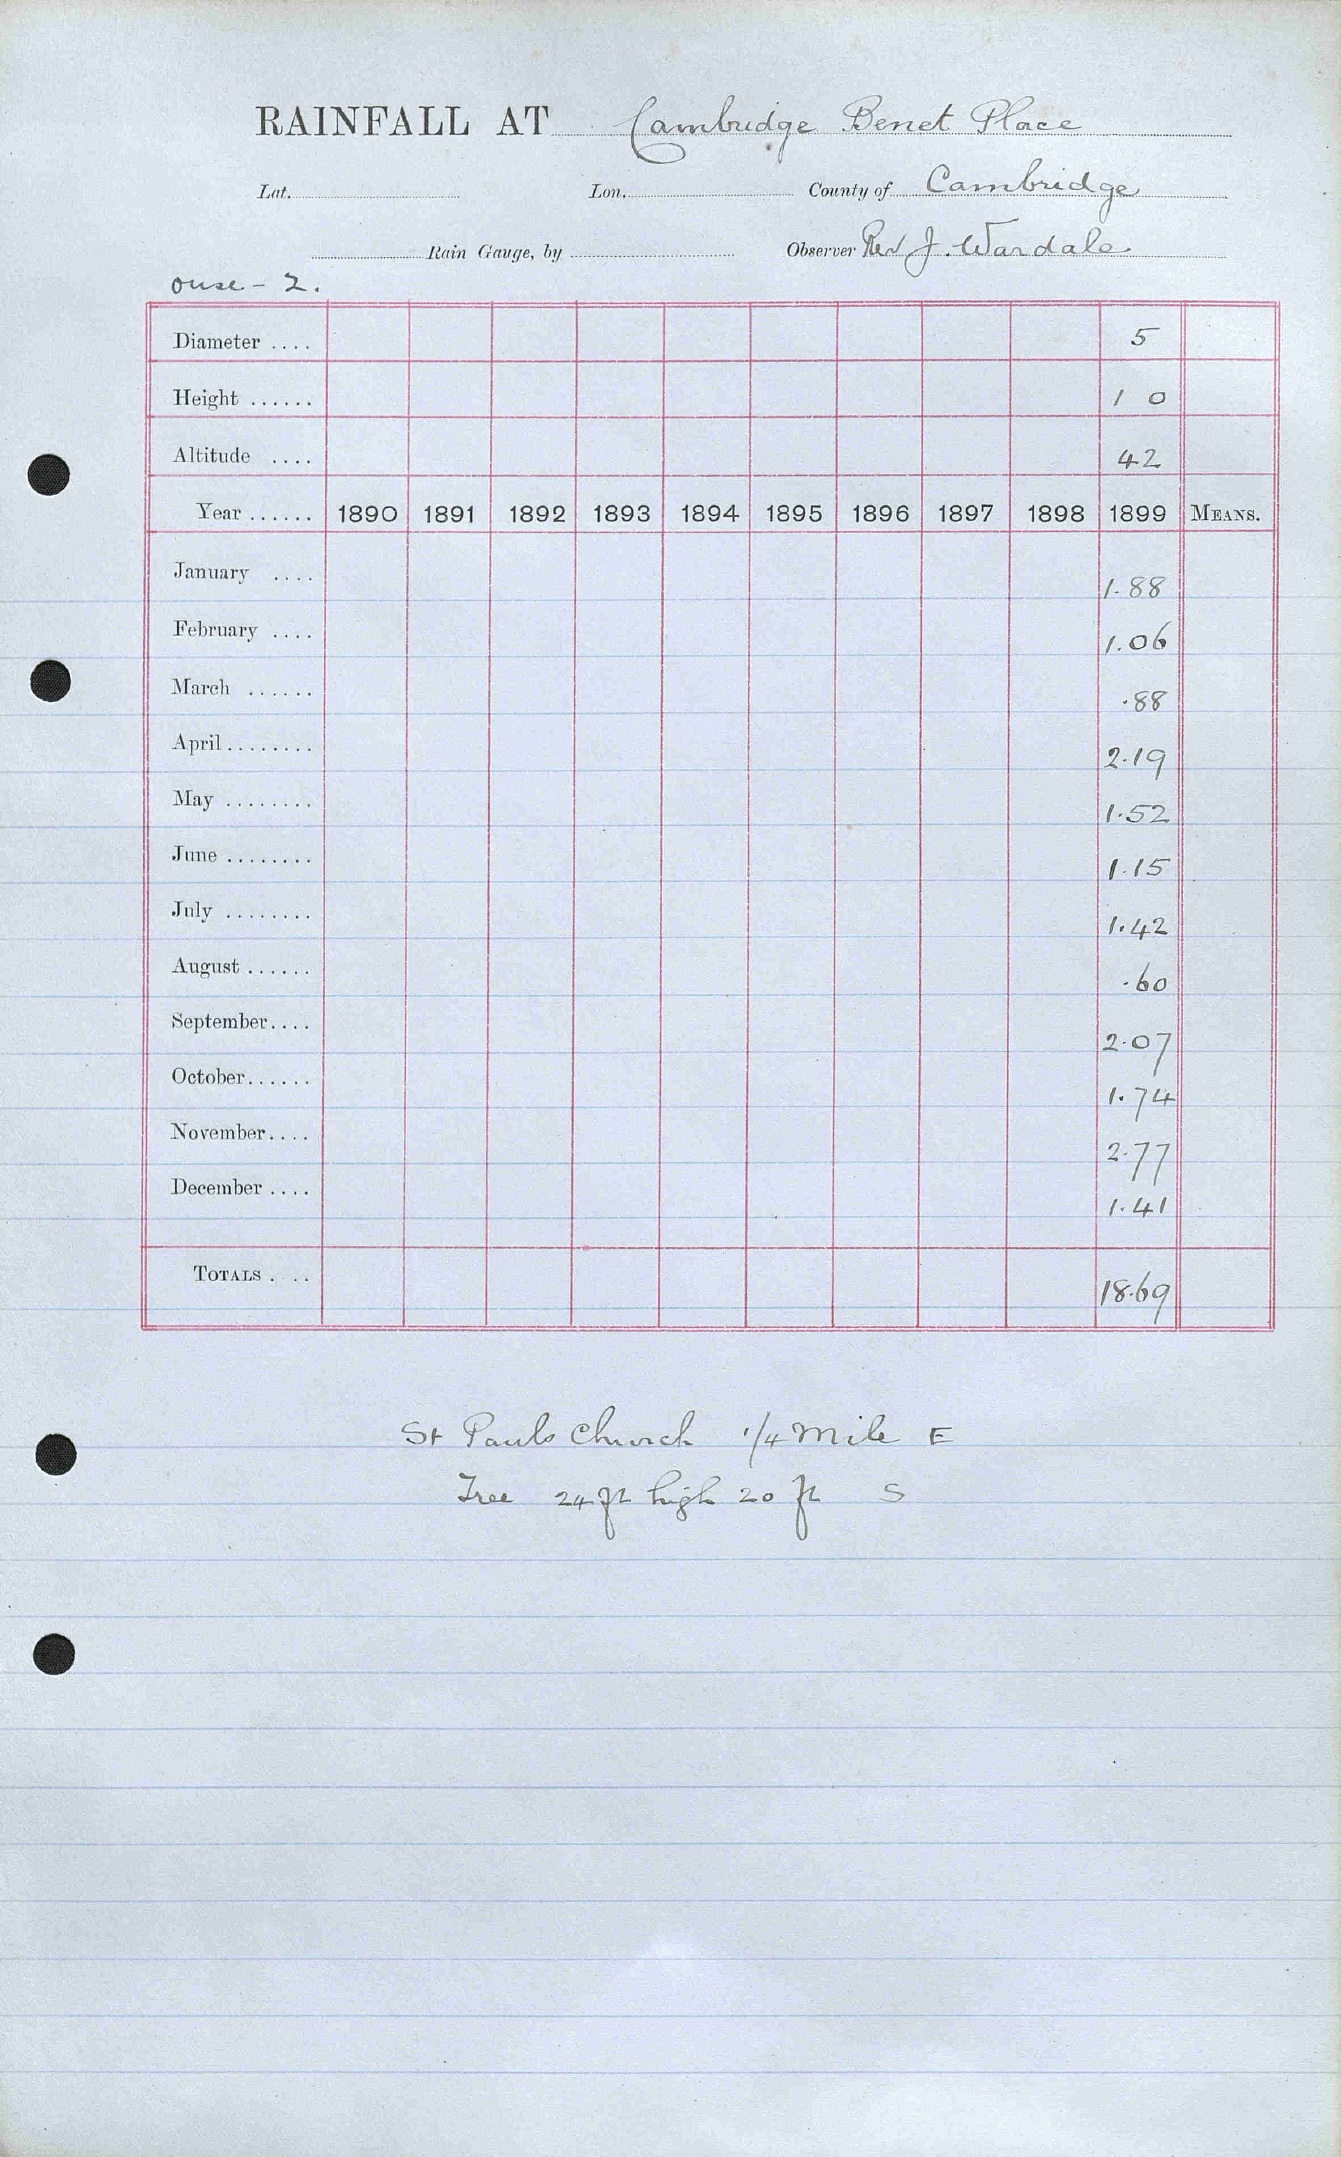 RAINFALL AT Cambridge Benet Place
Lat. Lon. County of Cambridge
Rain Gauge, by Observer Rev J. Wardale
ouse - 2.
Diameter .... 5
Height ...... 1 0
Altitude .... 42
Year ...... 1890 1891 1892 1893 1894 1895 1896 1897 1898 1899 MEANS.
January .... 1.88
February .... 1.06
March ...... .88
April ........ 2.19
May ........ 1.52
June ........ 1.15
July ........ 1.42
August ...... .60
September .... 2.07
October ...... 1.74
November .... 2.77
December .... 1.41
TOTALS . .. 18.69
St Pauls Church 1/4 mile E
Tree 24 ft high 20 ft S